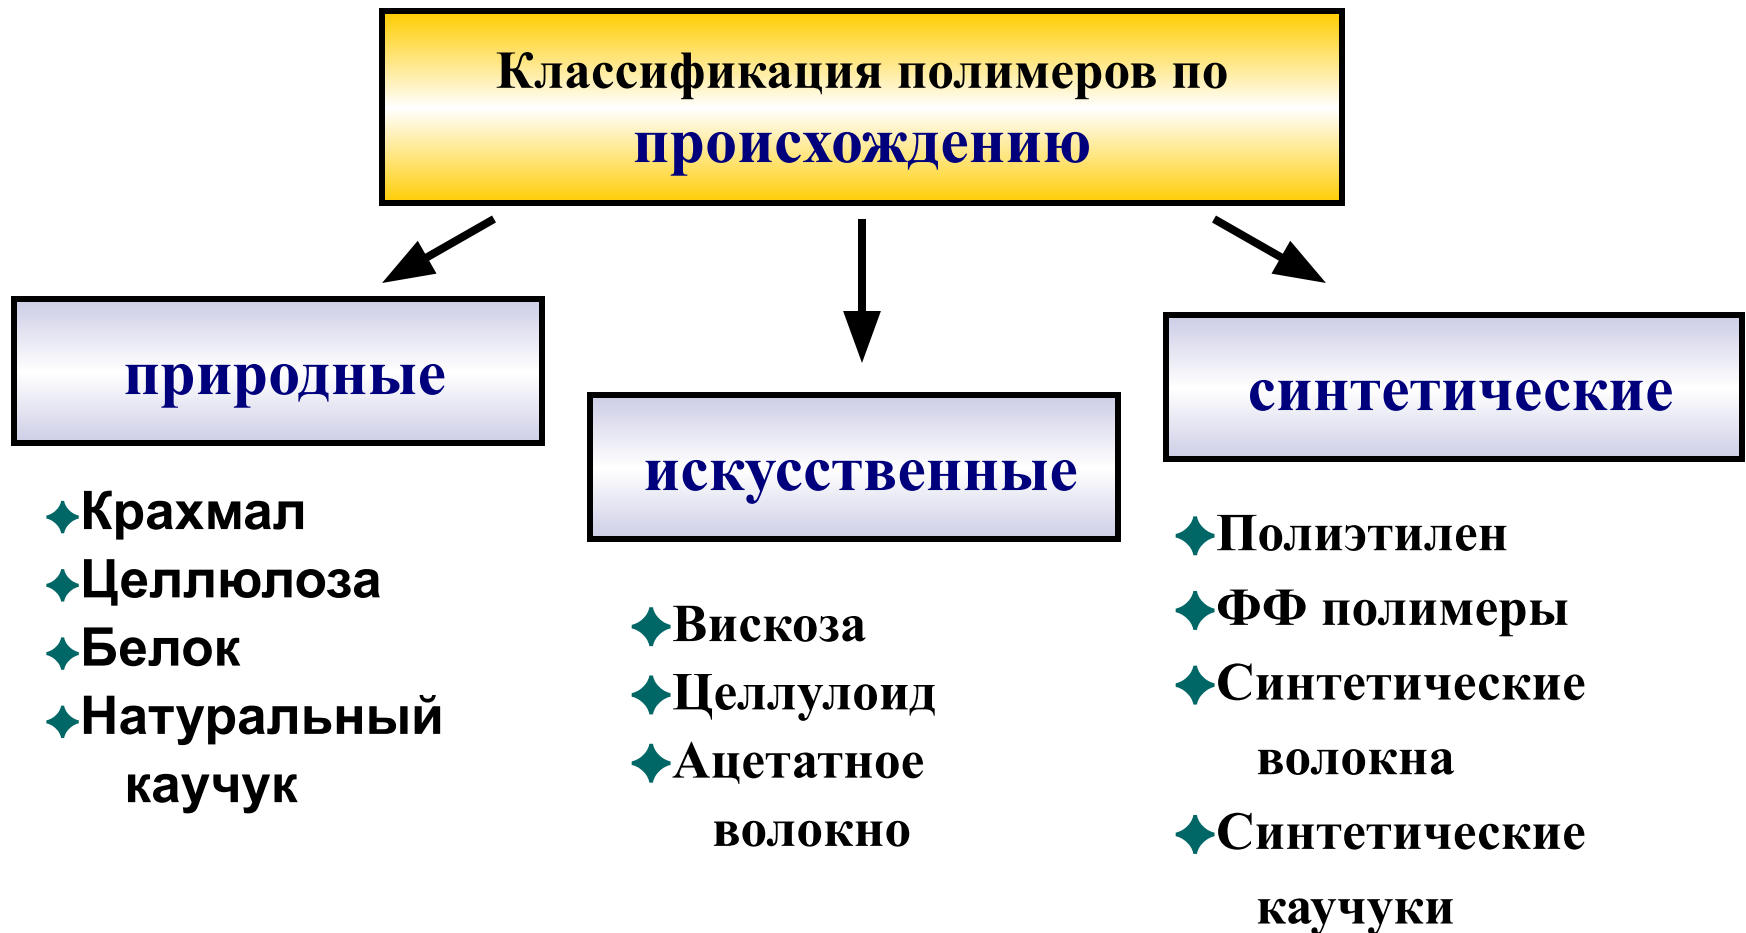 Классификация полимеров по
происхождению
природные
Крахмал
Целлюлоза
Белок
Натуральный
каучук
искусственные
Вискоза
Целлулоид
Ацетатное
волокно
синтетические
Полиэтилен
ФФ полимеры
Синтетические
волокна
Синтетические
каучуки